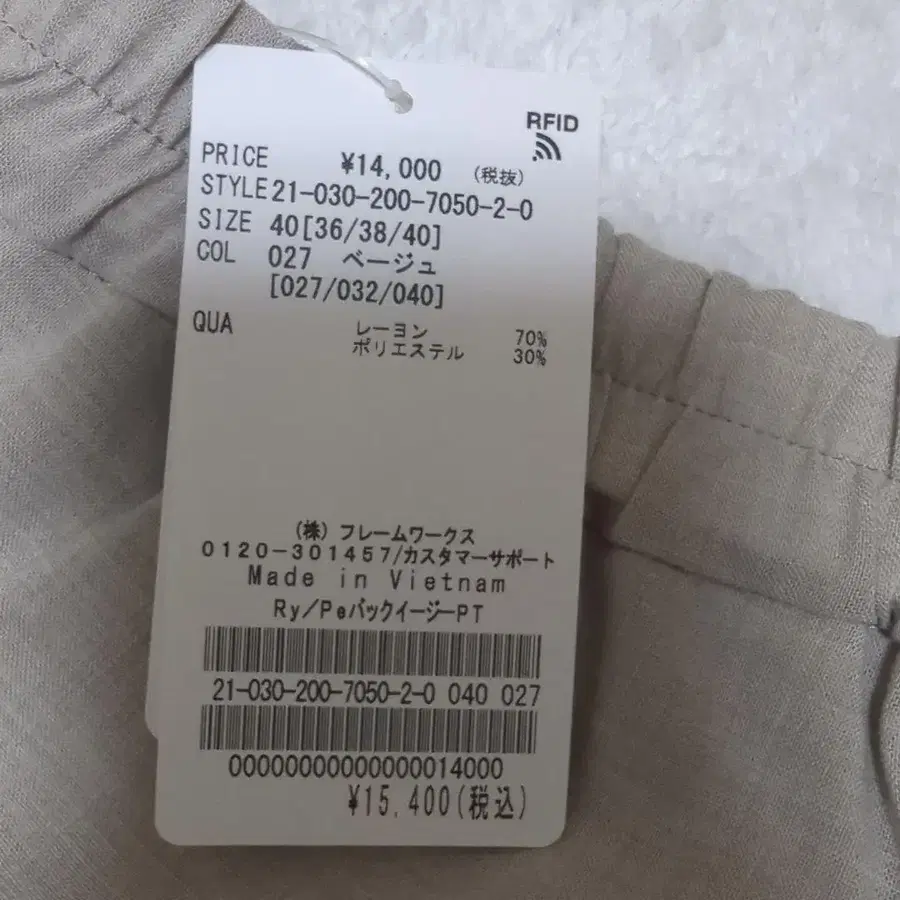 RFID
PRICE ¥14,000 (税抜)
STYLE 21-030-200-7050-2-0
SIZE 40[36/38/40]
COL 027 ベージュ
[027/032/040]
QUA レーヨン 70%
ポリエステル 30%
(株) フレームワークス
0120-301457/カスタマーサポート
Made in Vietnam
Ry/PeバックイージーPT
21-030-200-7050-2-0 040 027
00000000000000014000
¥15,400(税込)